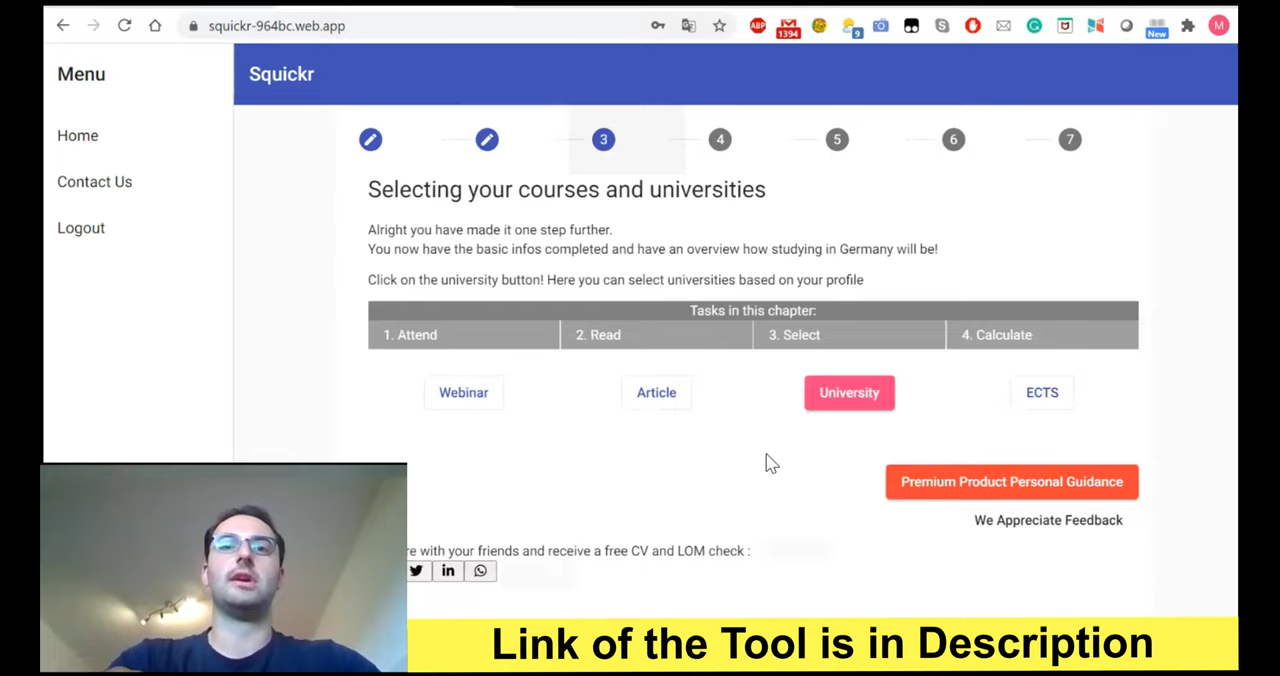 squickr-964bc.web.app
ABP
1394
9
New
M
Menu
Squickr
Home
Contact Us
Logout
3
4
5
6
7
Selecting your courses and universities
Alright you have made it one step further.
You now have the basic infos completed and have an overview how studying in Germany will be!
Click on the university button! Here you can select universities based on your profile
Tasks in this chapter:
1. Attend
2. Read
3. Select
4. Calculate
Webinar
Article
University
ECTS
Premium Product Personal Guidance
We Appreciate Feedback
with your friends and receive a free CV and LOM check :
in
Link of the Tool is in Description